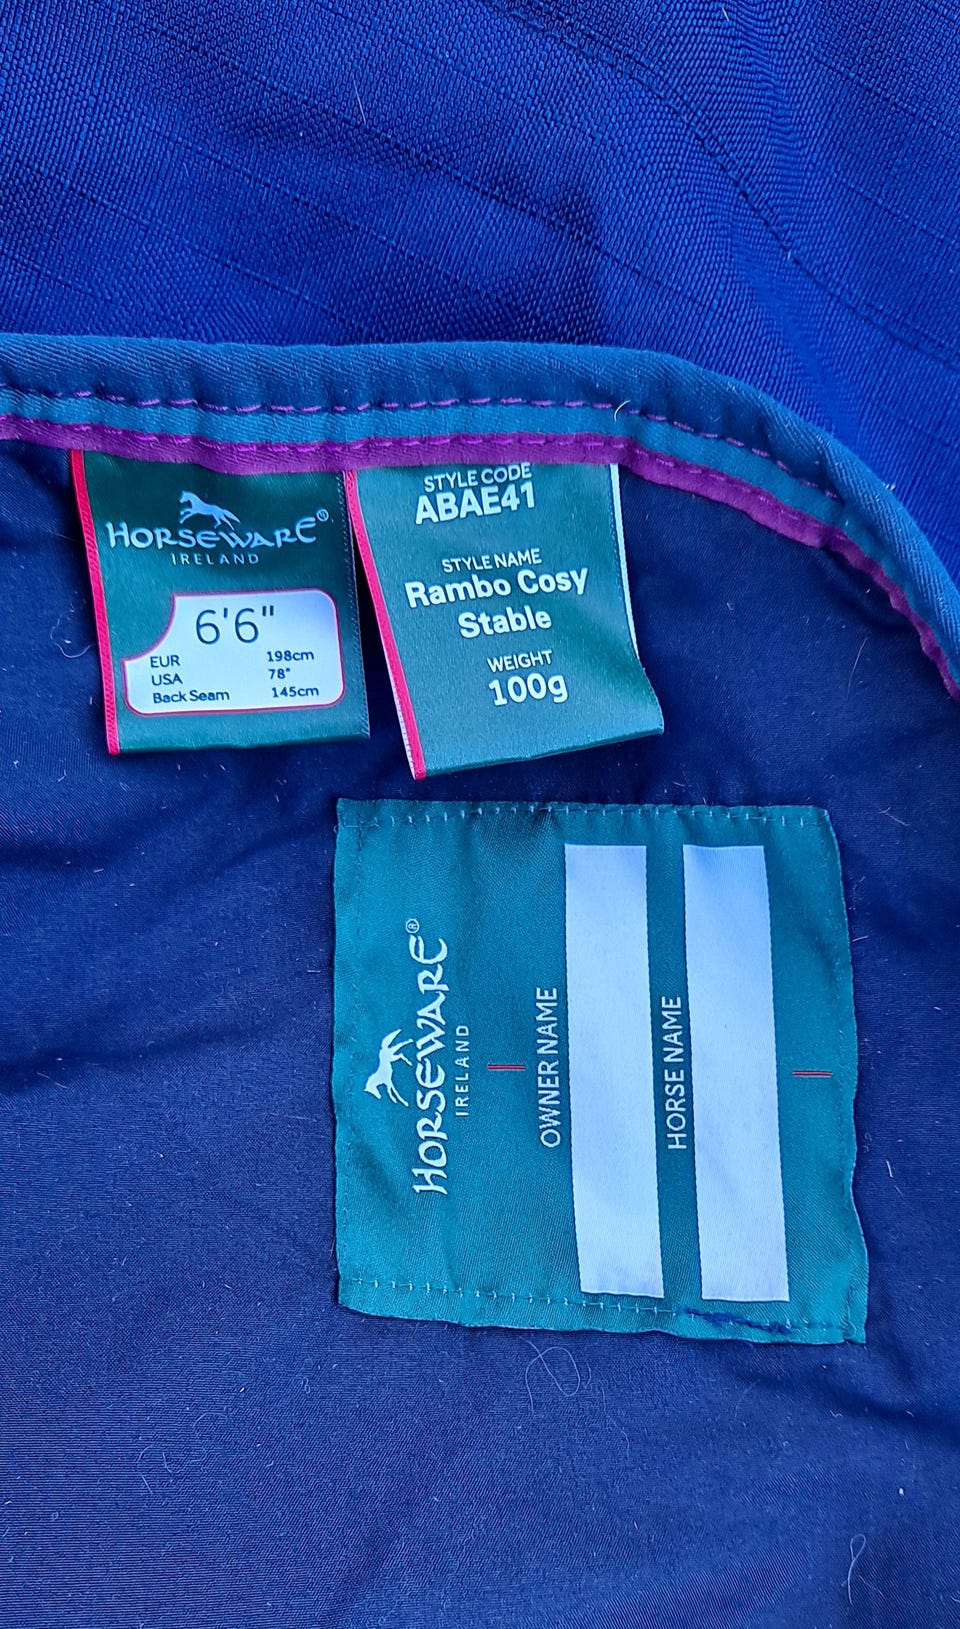 HORSEWARE®
IRELAND
6'6"
EUR 198cm
USA 78"
Back Seam 145cm
STYLE CODE
ABAE41
STYLE NAME
Rambo Cosy
Stable
WEIGHT
100g
HORSEWARE®
IRELAND
OWNER NAME
HORSE NAME